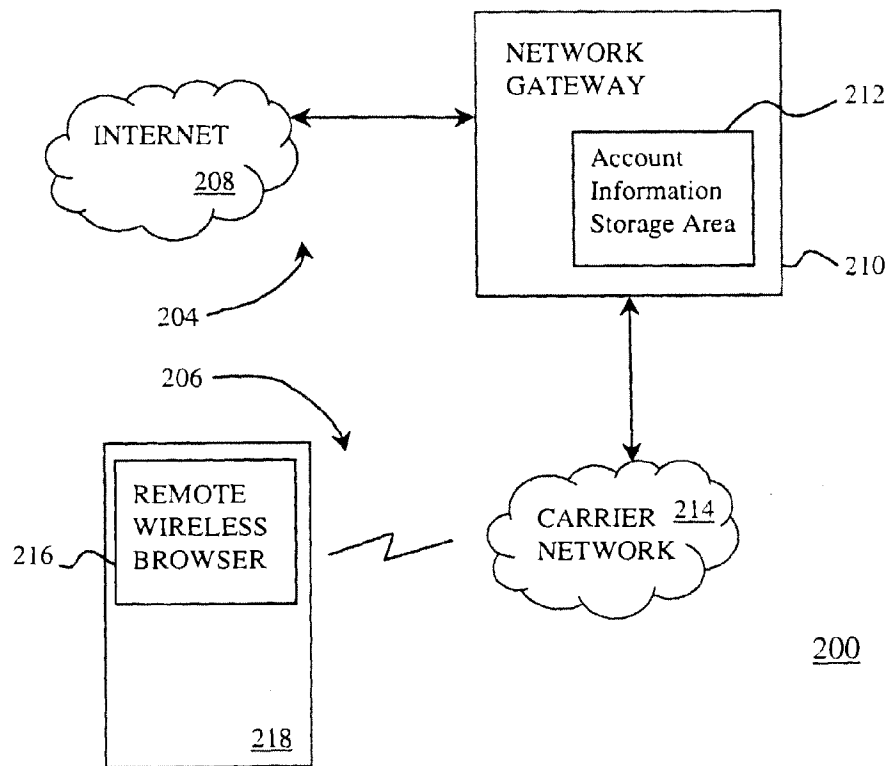 NETWORK
GATEWAY
212
INTERNET
208
Account
Information
Storage Area
210
204
206
REMOTE
WIRELESS
BROWSER
216
CARRIER 214
NETWORK
200
218